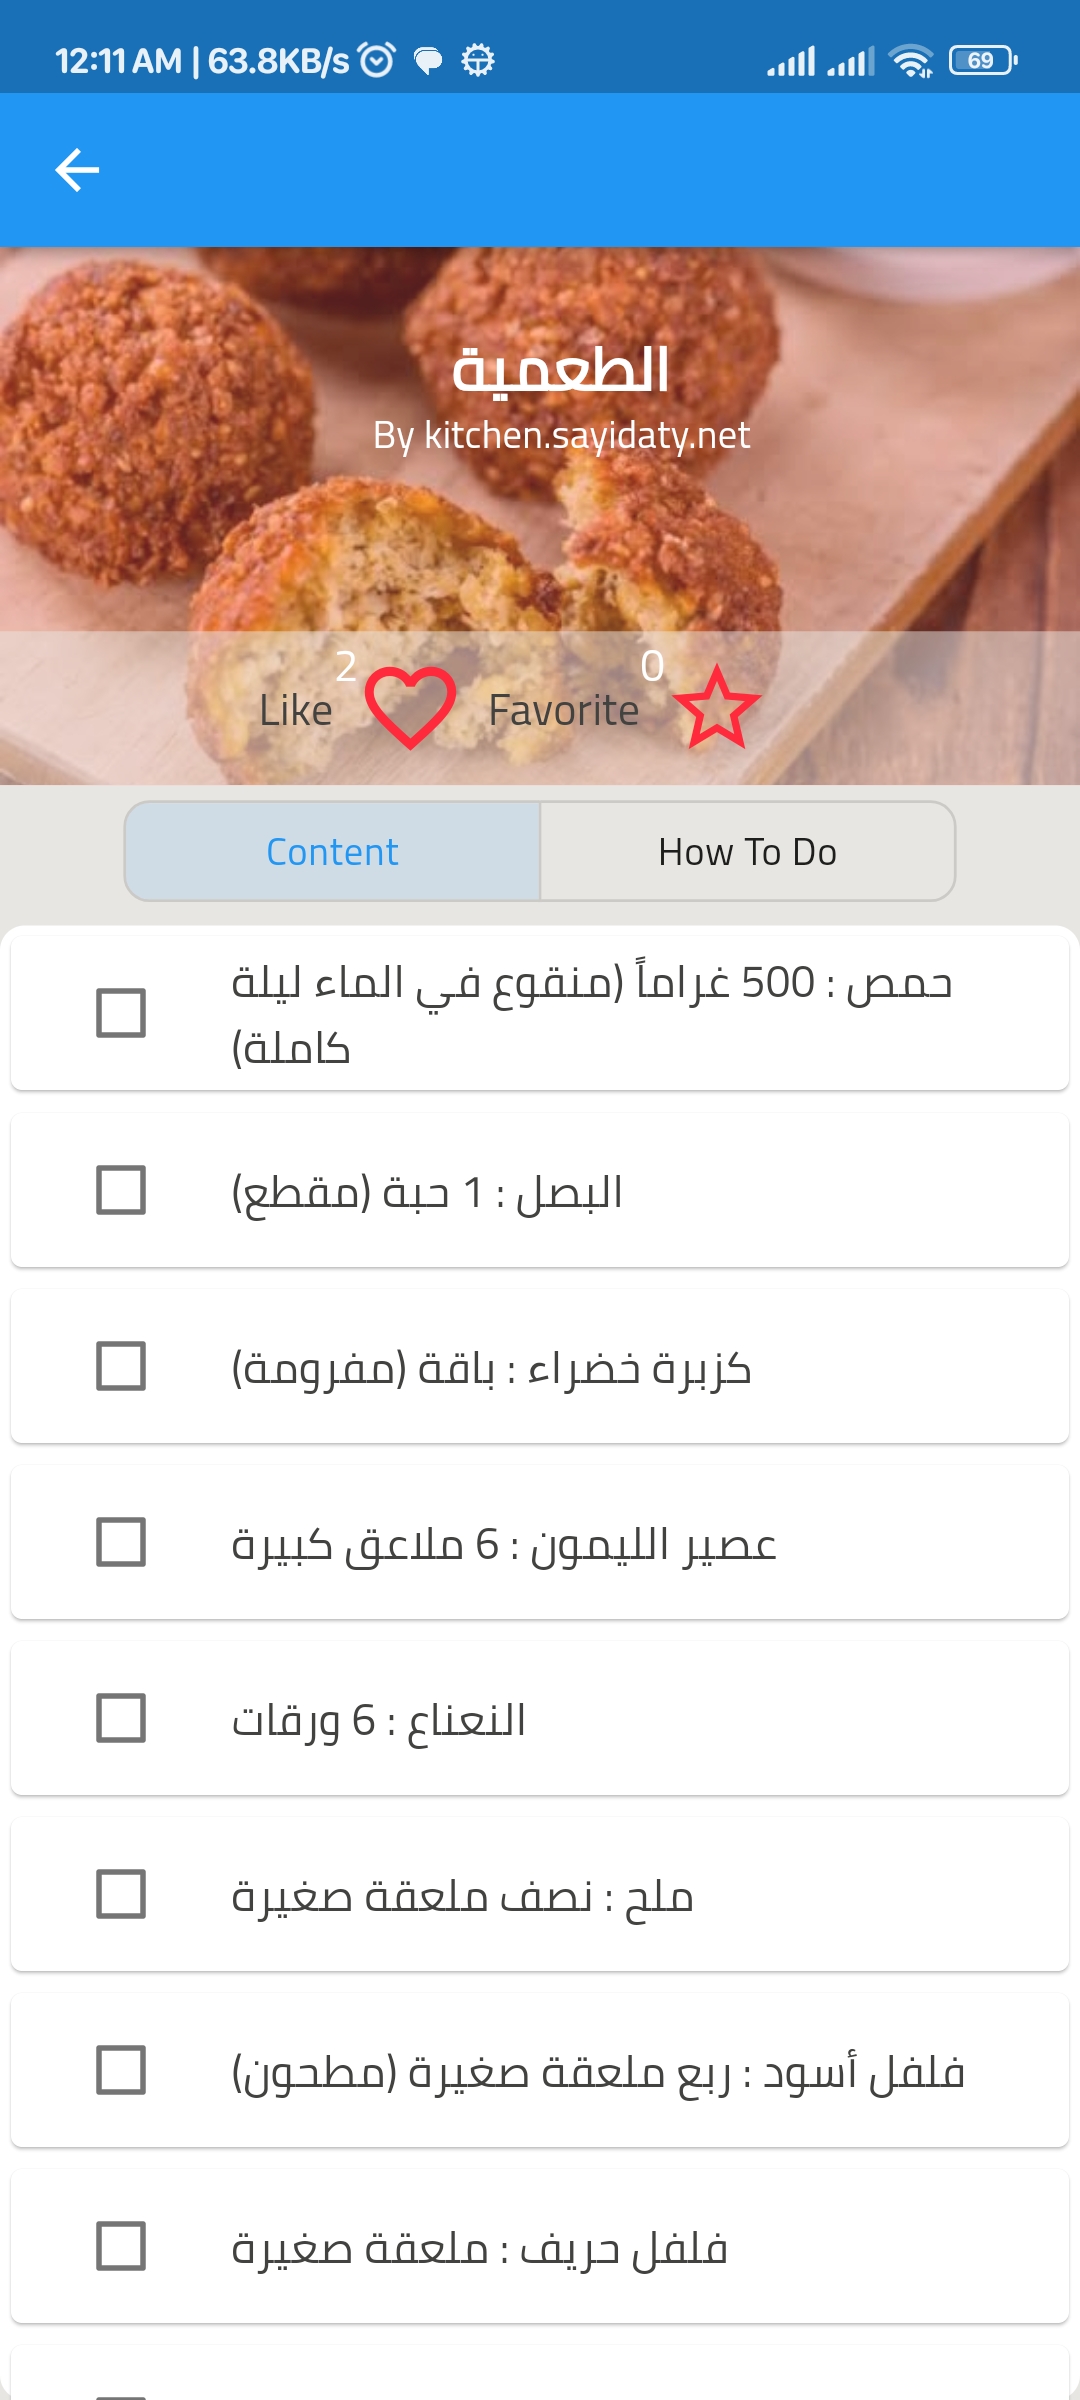 12:11 AM | 63.8KB/s
69
الطعمية
By kitchen.sayidaty.net
2
Like
0
Favorite
Content
How To Do
حمص : 500 غراماً (منقوع في الماء ليلة
كاملة)
البصل : 1 حبة (مقطع)
كزبرة خضراء : باقة (مفرومة)
عصير الليمون : 6 ملاعق كبيرة
النعناع : 6 ورقات
ملح : نصف ملعقة صغيرة
فلفل أسود : ربع ملعقة صغيرة (مطحون)
فلفل حريف : ملعقة صغيرة